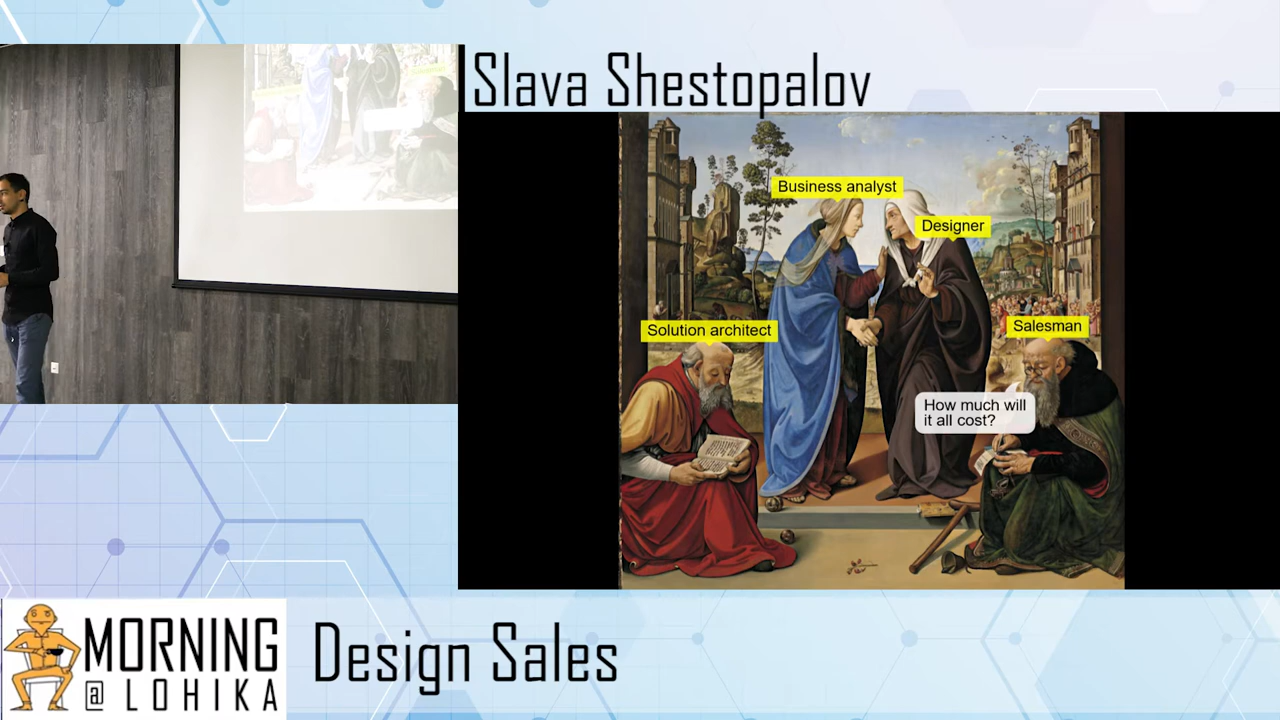 Slava Shestopalov
Business analyst
Designer
Solution architect
Salesman
How much will
it all cost?
MORNING
@ LOHIKA
Design Sales